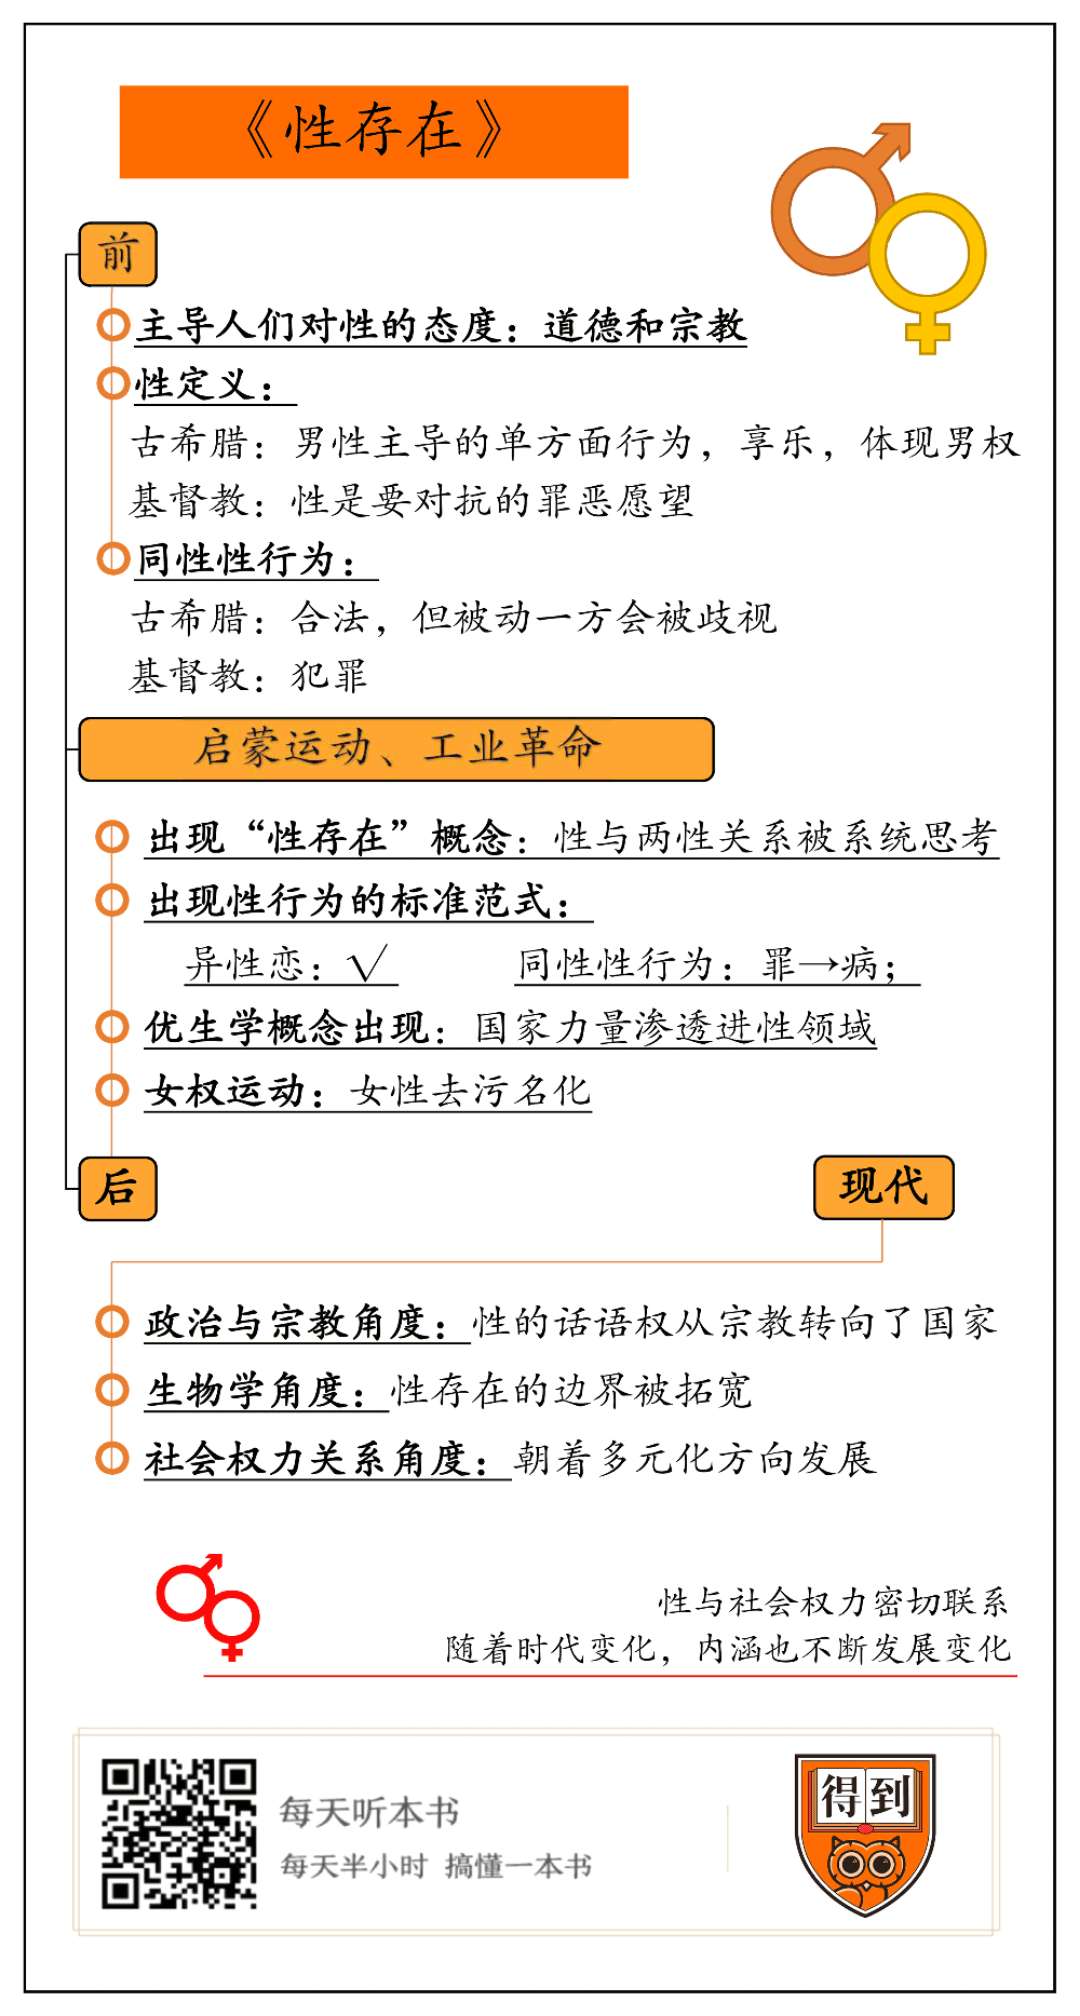 《性存在》
前
主导人们对性的态度：道德和宗教
性定义：
古希腊：男性主导的单方面行为，享乐，体现男权
基督教：性是要对抗的罪恶愿望
同性性行为：
古希腊：合法，但被动一方会被歧视
基督教：犯罪
启蒙运动、工业革命
出现“性存在”概念：性与两性关系被系统思考
出现性行为的标准范式：
异性恋：√ 同性性行为：罪→病；
优生学概念出现：国家力量渗透进性领域
女权运动：女性去污名化
后
现代
政治与宗教角度：性的话语权从宗教转向了国家
生物学角度：性存在的边界被拓宽
社会权力关系角度：朝着多元化方向发展
性与社会权力密切联系
随着时代变化，内涵也不断发展变化
每天听本书
每天半小时 搞懂一本书
得到